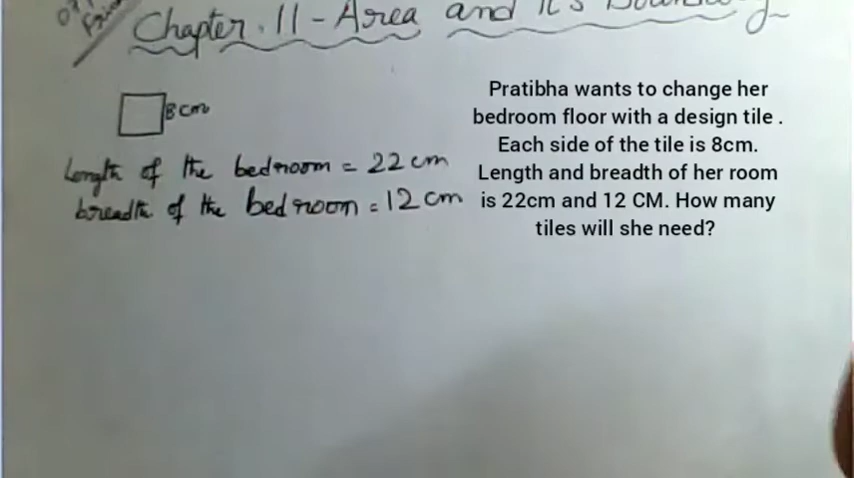 Chapter. 11 - Area and It's
8cm
Length of the bedroom = 22 cm
breadth of the bedroom = 12 cm
Pratibha wants to change her
bedroom floor with a design tile .
Each side of the tile is 8cm.
Length and breadth of her room
is 22cm and 12 CM. How many
tiles will she need?